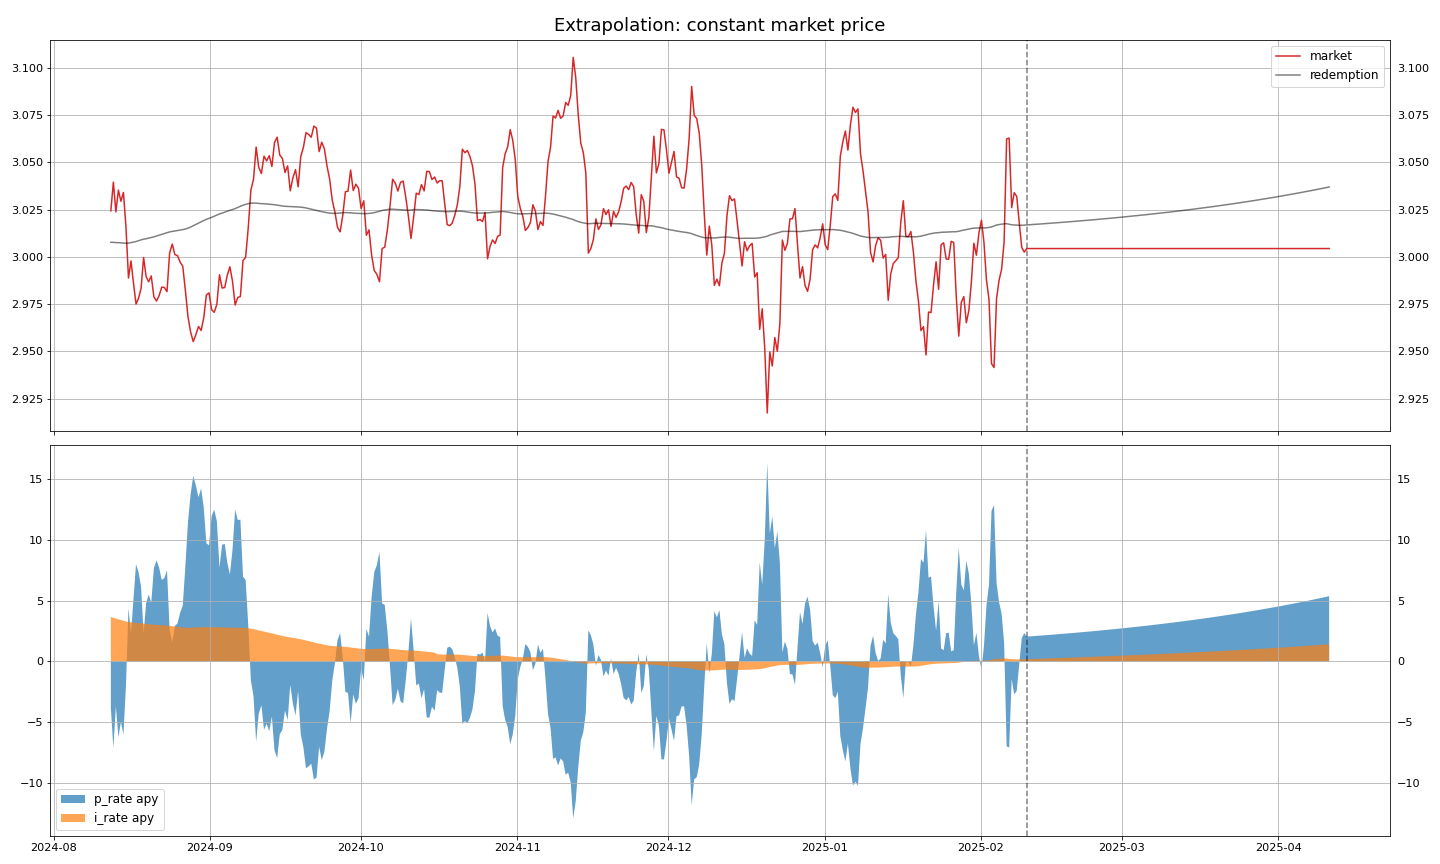 Extrapolation: constant market price
market
redemption
3.100 3.100
3.075 3.075
3.050 3.050
3.025 3.025
3.000 3.000
2.975 2.975
2.950 2.950
2.925 2.925
15 15
10 10
5 5
0 0
−5 −5
−10 −10
p_rate apy
i_rate apy
2024-08 2024-09 2024-10 2024-11 2024-12 2025-01 2025-02 2025-03 2025-04